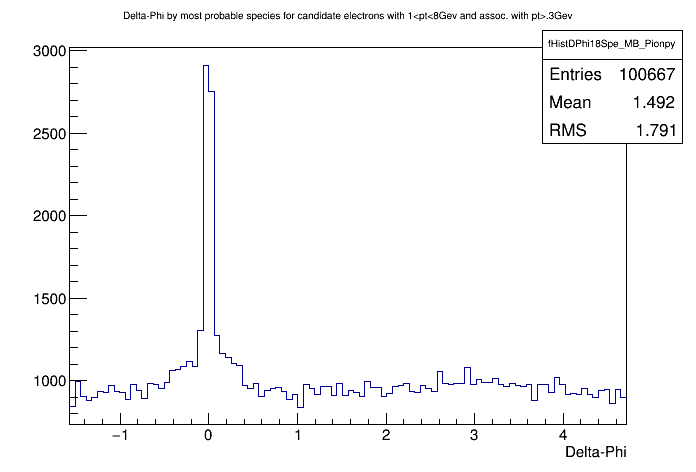 Delta-Phi by most probable species for candidate electrons with 1<pt<8Gev and assoc. with pt>.3Gev
fHistDPhi18Spe_MB_Pionpy
Entries 100667
Mean 1.492
RMS 1.791
3000
2500
2000
1500
1000
−1 0 1 2 3 4
Delta-Phi